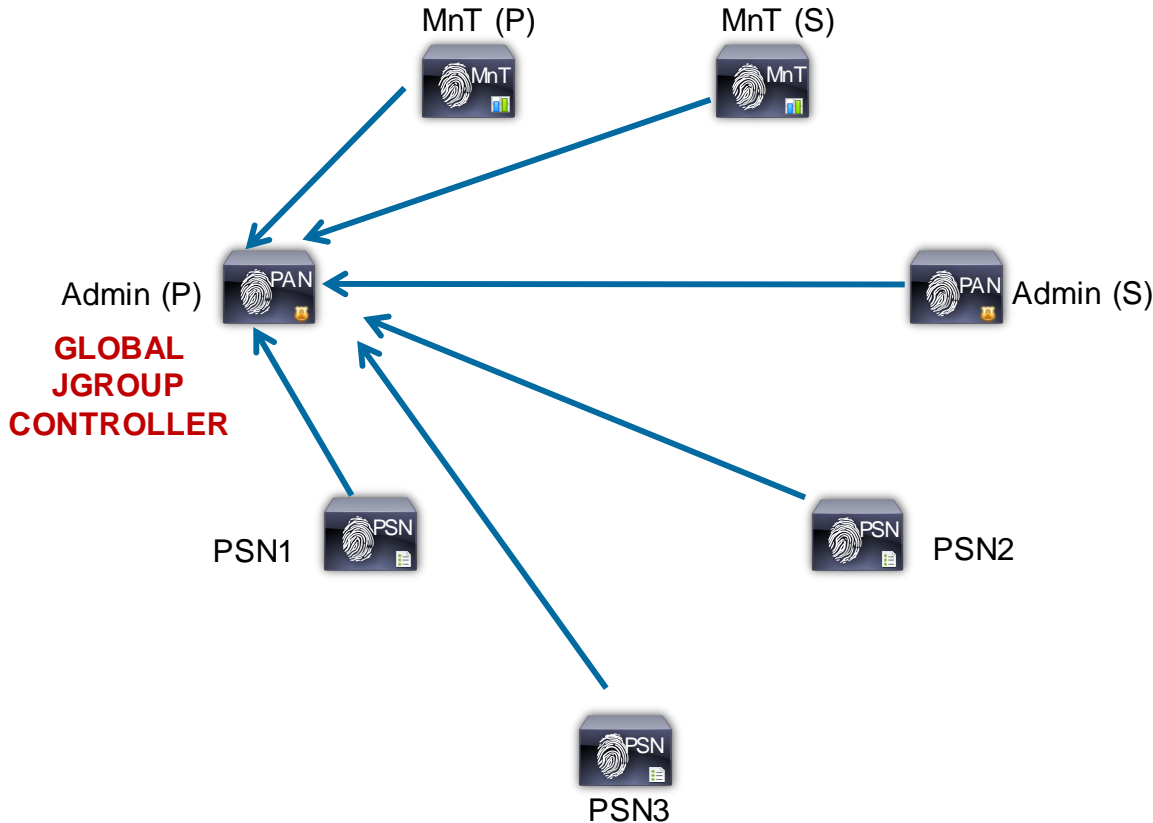 MnT (P)
MnT (S)
MnT
MnT
Admin (P)
PAN
PAN
Admin (S)
GLOBAL
JGROUP
CONTROLLER
PSN1
PSN
PSN
PSN2
PSN
PSN3